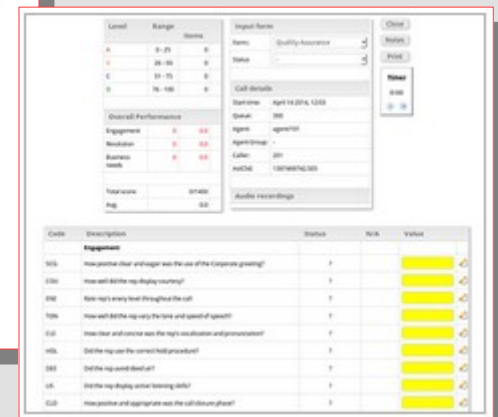 Level Range Items
A 0 - 25 0
26 - 50 0
C 51 - 75 0
D 76 - 100 0
Overall Performance
Engagement 0 0.0
Resolution 0 0.0
Business needs 0 0.0
Total score 0/1400
Avg. 0.0
Input form
Form: Quality Assurance
Status -
Call details
Start time: April 14 2014, 12:03
Queue: 300
Agent: agent/101
Agent Group: -
Caller: 201
Audio recordings
Close
Notes
Print
Timer
0:00
Code Description Status N/A Value
Engagement
How positive clear and eager was the use of the Corporate greeting? ?
COU How well did the rep display courtesy? ?
ENE Rate rep's enery level throughout the call ?
TON How well did the rep vary the tone and speed of speech? ?
CLE How clear and concise was the rep's vocalization and pronunciation? ?
HOL Did the rep use the correct hold procedure? ?
DEE Did the rep avoid dead air? ?
LIS Did the rep display active listening skills? ?
CLO How positive and appropriate was the call closure phase? ?